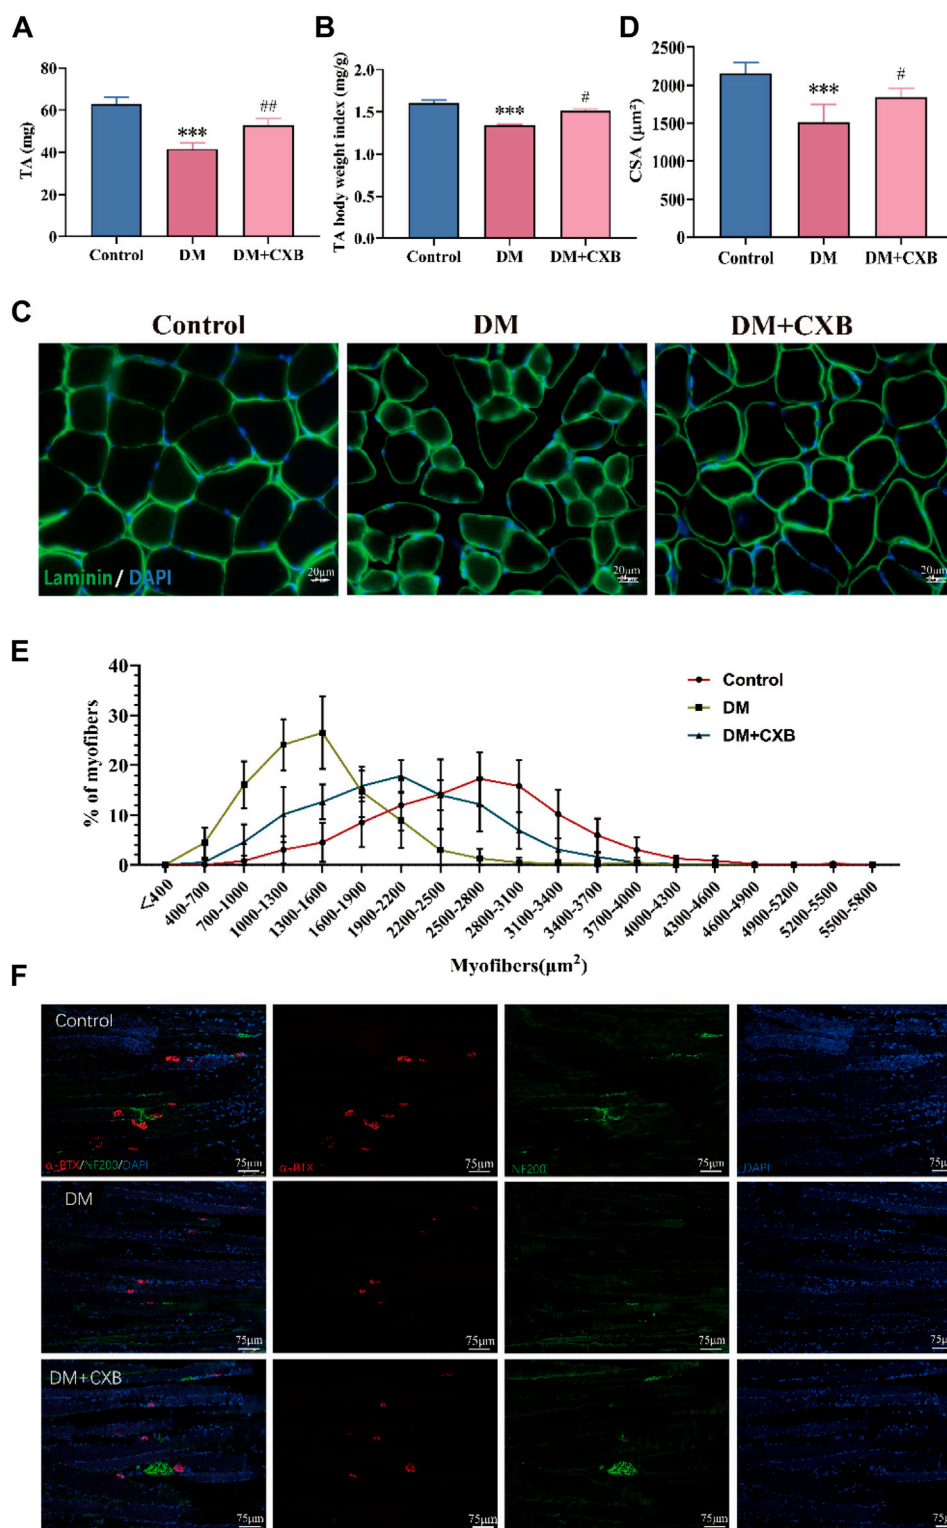 A
80
60
40
20
0
TA (mg)
***
##
Control DM DM+CXB
B
2.0
1.5
1.0
0.5
0.0
TA body weight index (mg/g)
***
#
Control DM DM+CXB
D
2500
2000
1500
1000
500
0
CSA (μm²)
***
#
Control DM DM+CXB
C
Control DM DM+CXB
Laminin / DAPI
20μm
20μm
20μm
E
40
30
20
10
0
% of myofibers
Control
DM
DM+CXB
<400
400-700
700-1000
1000-1300
1300-1600
1600-1900
1900-2200
2200-2500
2500-2800
2800-3100
3100-3400
3400-3700
3700-4000
4000-4300
4300-4600
4600-4900
4900-5200
5200-5500
5500-5800
Myofibers(μm²)
F
Control
α-BTX/NF200/DAPI
75μm
α-BTX
75μm
NF200
75μm
DAPI
75μm
DM
75μm
75μm
75μm
75μm
DM+CXB
75μm
75μm
75μm
75μm